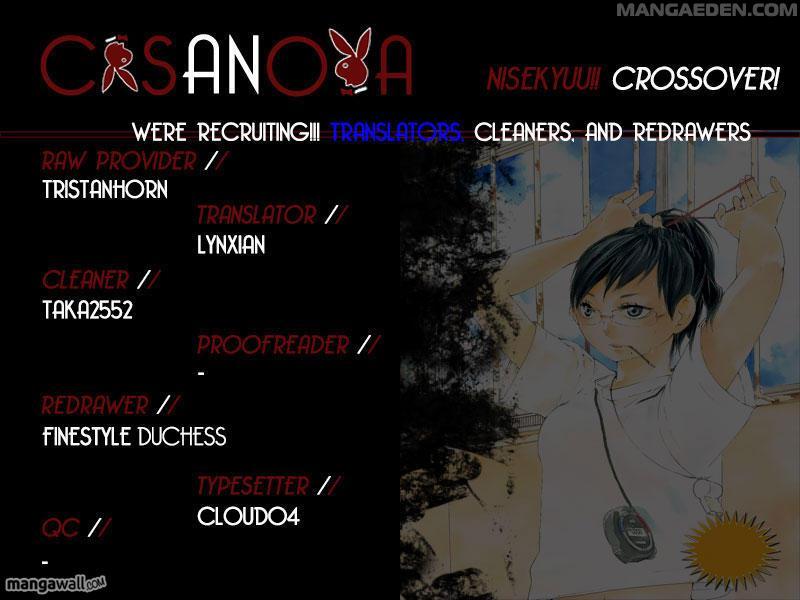 MANGAEDEN.COM
CASANOVA
NISEKYUU!! CROSSOVER!
WERE RECRUITING!!! TRANSLATORS, CLEANERS, AND REDRAWERS
RAW PROVIDER //
TRISTANHORN
TRANSLATOR //
LYNXIAN
CLEANER //
TAKA2552
PROOFREADER //
-
REDRAWER //
FINESTYLE DUCHESS
TYPESETTER //
CLOUD04
QC //
-
mangawall.com